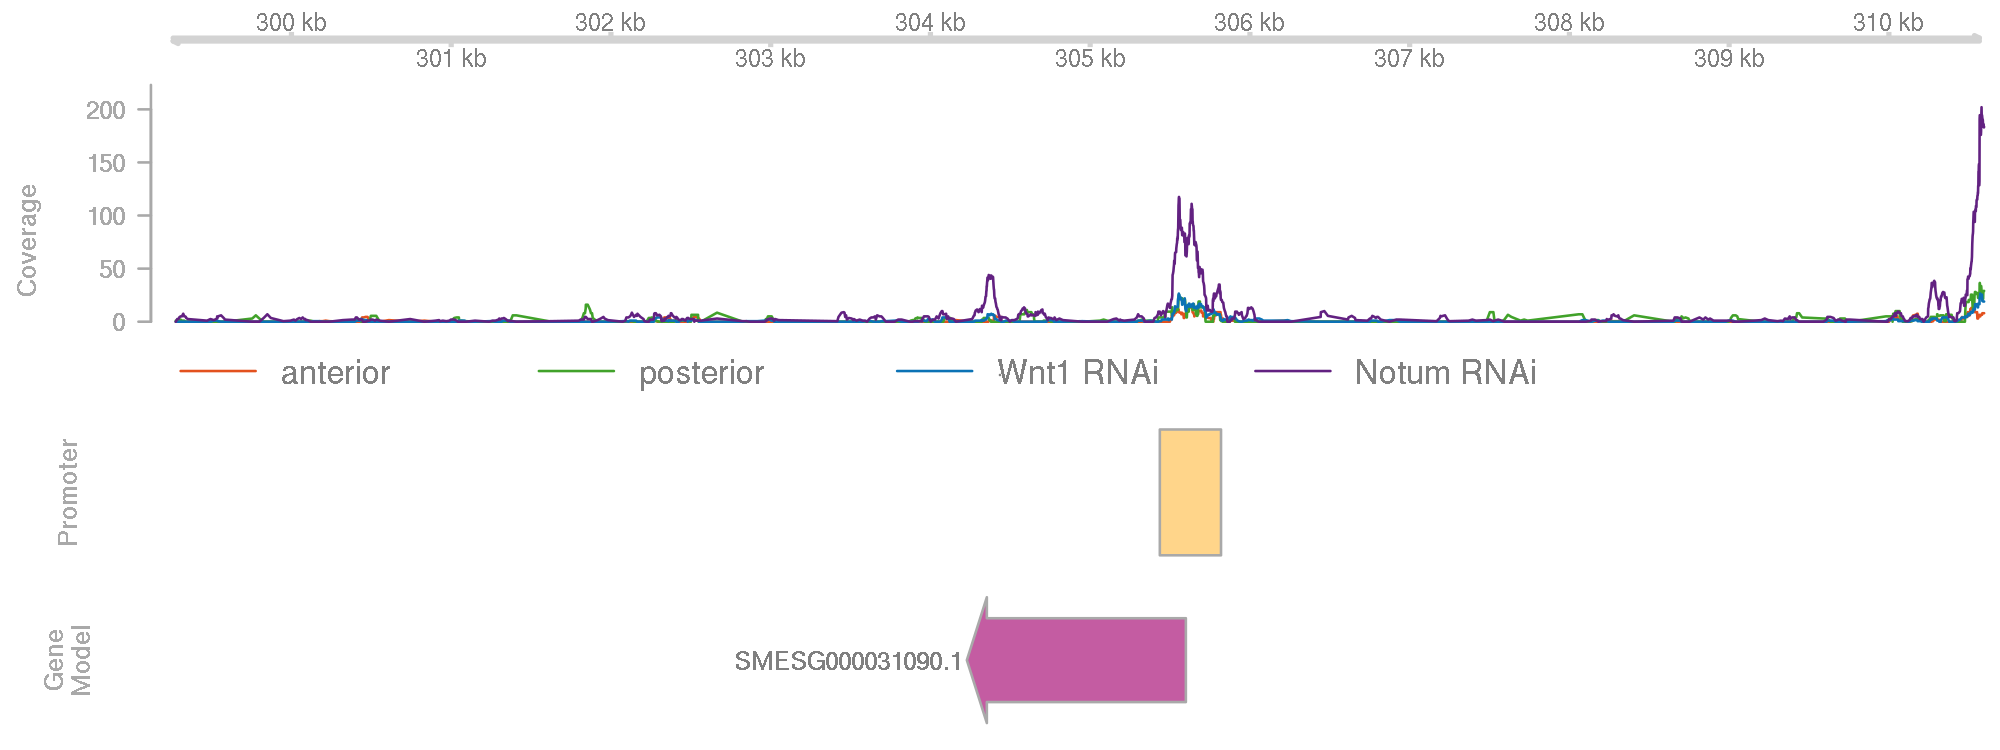 300 kb 302 kb 304 kb 306 kb 308 kb 310 kb
301 kb 303 kb 305 kb 307 kb 309 kb
Coverage
200
150
100
50
0
anterior posterior Wnt1 RNAi Notum RNAi
Promoter
Gene
Model
SMESG000031090.1